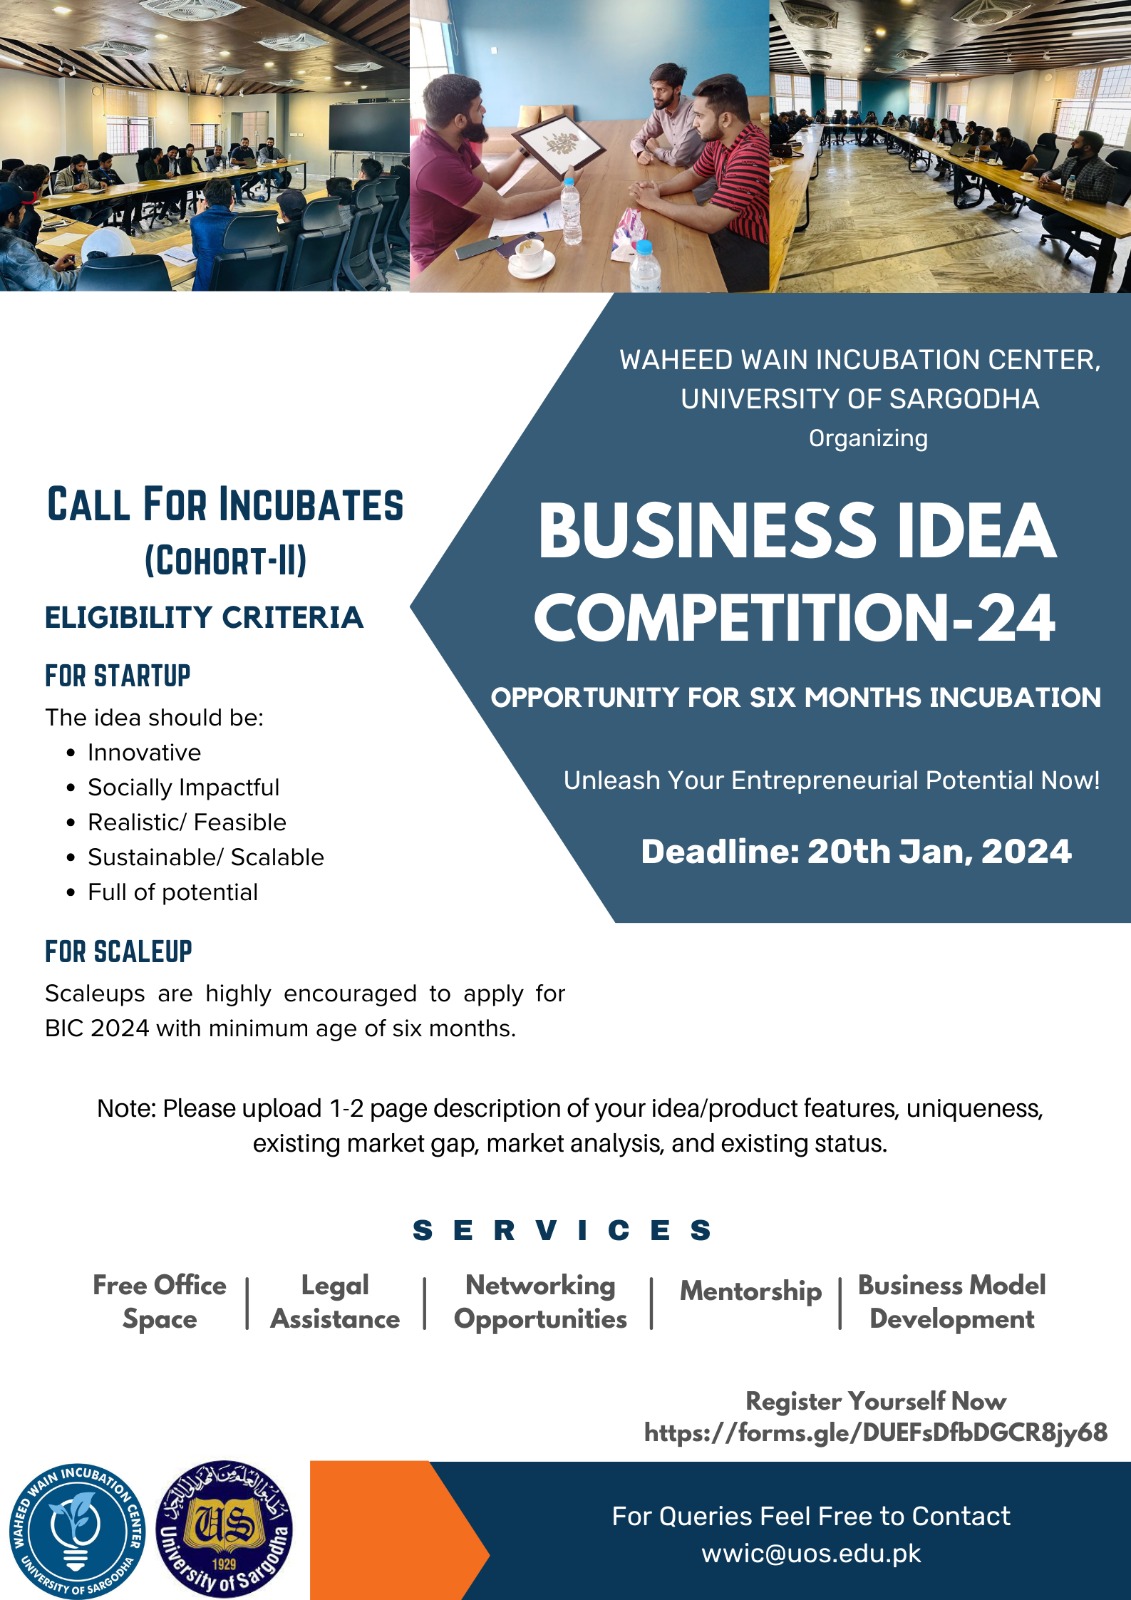 WAHEED WAIN INCUBATION CENTER,
UNIVERSITY OF SARGODHA
Organizing
BUSINESS IDEA
COMPETITION-24
OPPORTUNITY FOR SIX MONTHS INCUBATION
Unleash Your Entrepreneurial Potential Now!
Deadline: 20th Jan, 2024
CALL FOR INCUBATES
(COHORT-II)
ELIGIBILITY CRITERIA
FOR STARTUP
The idea should be:
• Innovative
• Socially Impactful
• Realistic/ Feasible
• Sustainable/ Scalable
• Full of potential
FOR SCALEUP
Scaleups are highly encouraged to apply for
BIC 2024 with minimum age of six months.
Note: Please upload 1-2 page description of your idea/product features, uniqueness,
existing market gap, market analysis, and existing status.
SERVICES
Free Office
Space
Legal
Assistance
Networking
Opportunities
Mentorship
Business Model
Development
Register Yourself Now
https://forms.gle/DUEFsDfbDGCR8jy68
WAHEED WAIN INCUBATION CENTER
UNIVERSITY OF SARGODHA
US
1929
University of Sargodha
For Queries Feel Free to Contact
wwic@uos.edu.pk